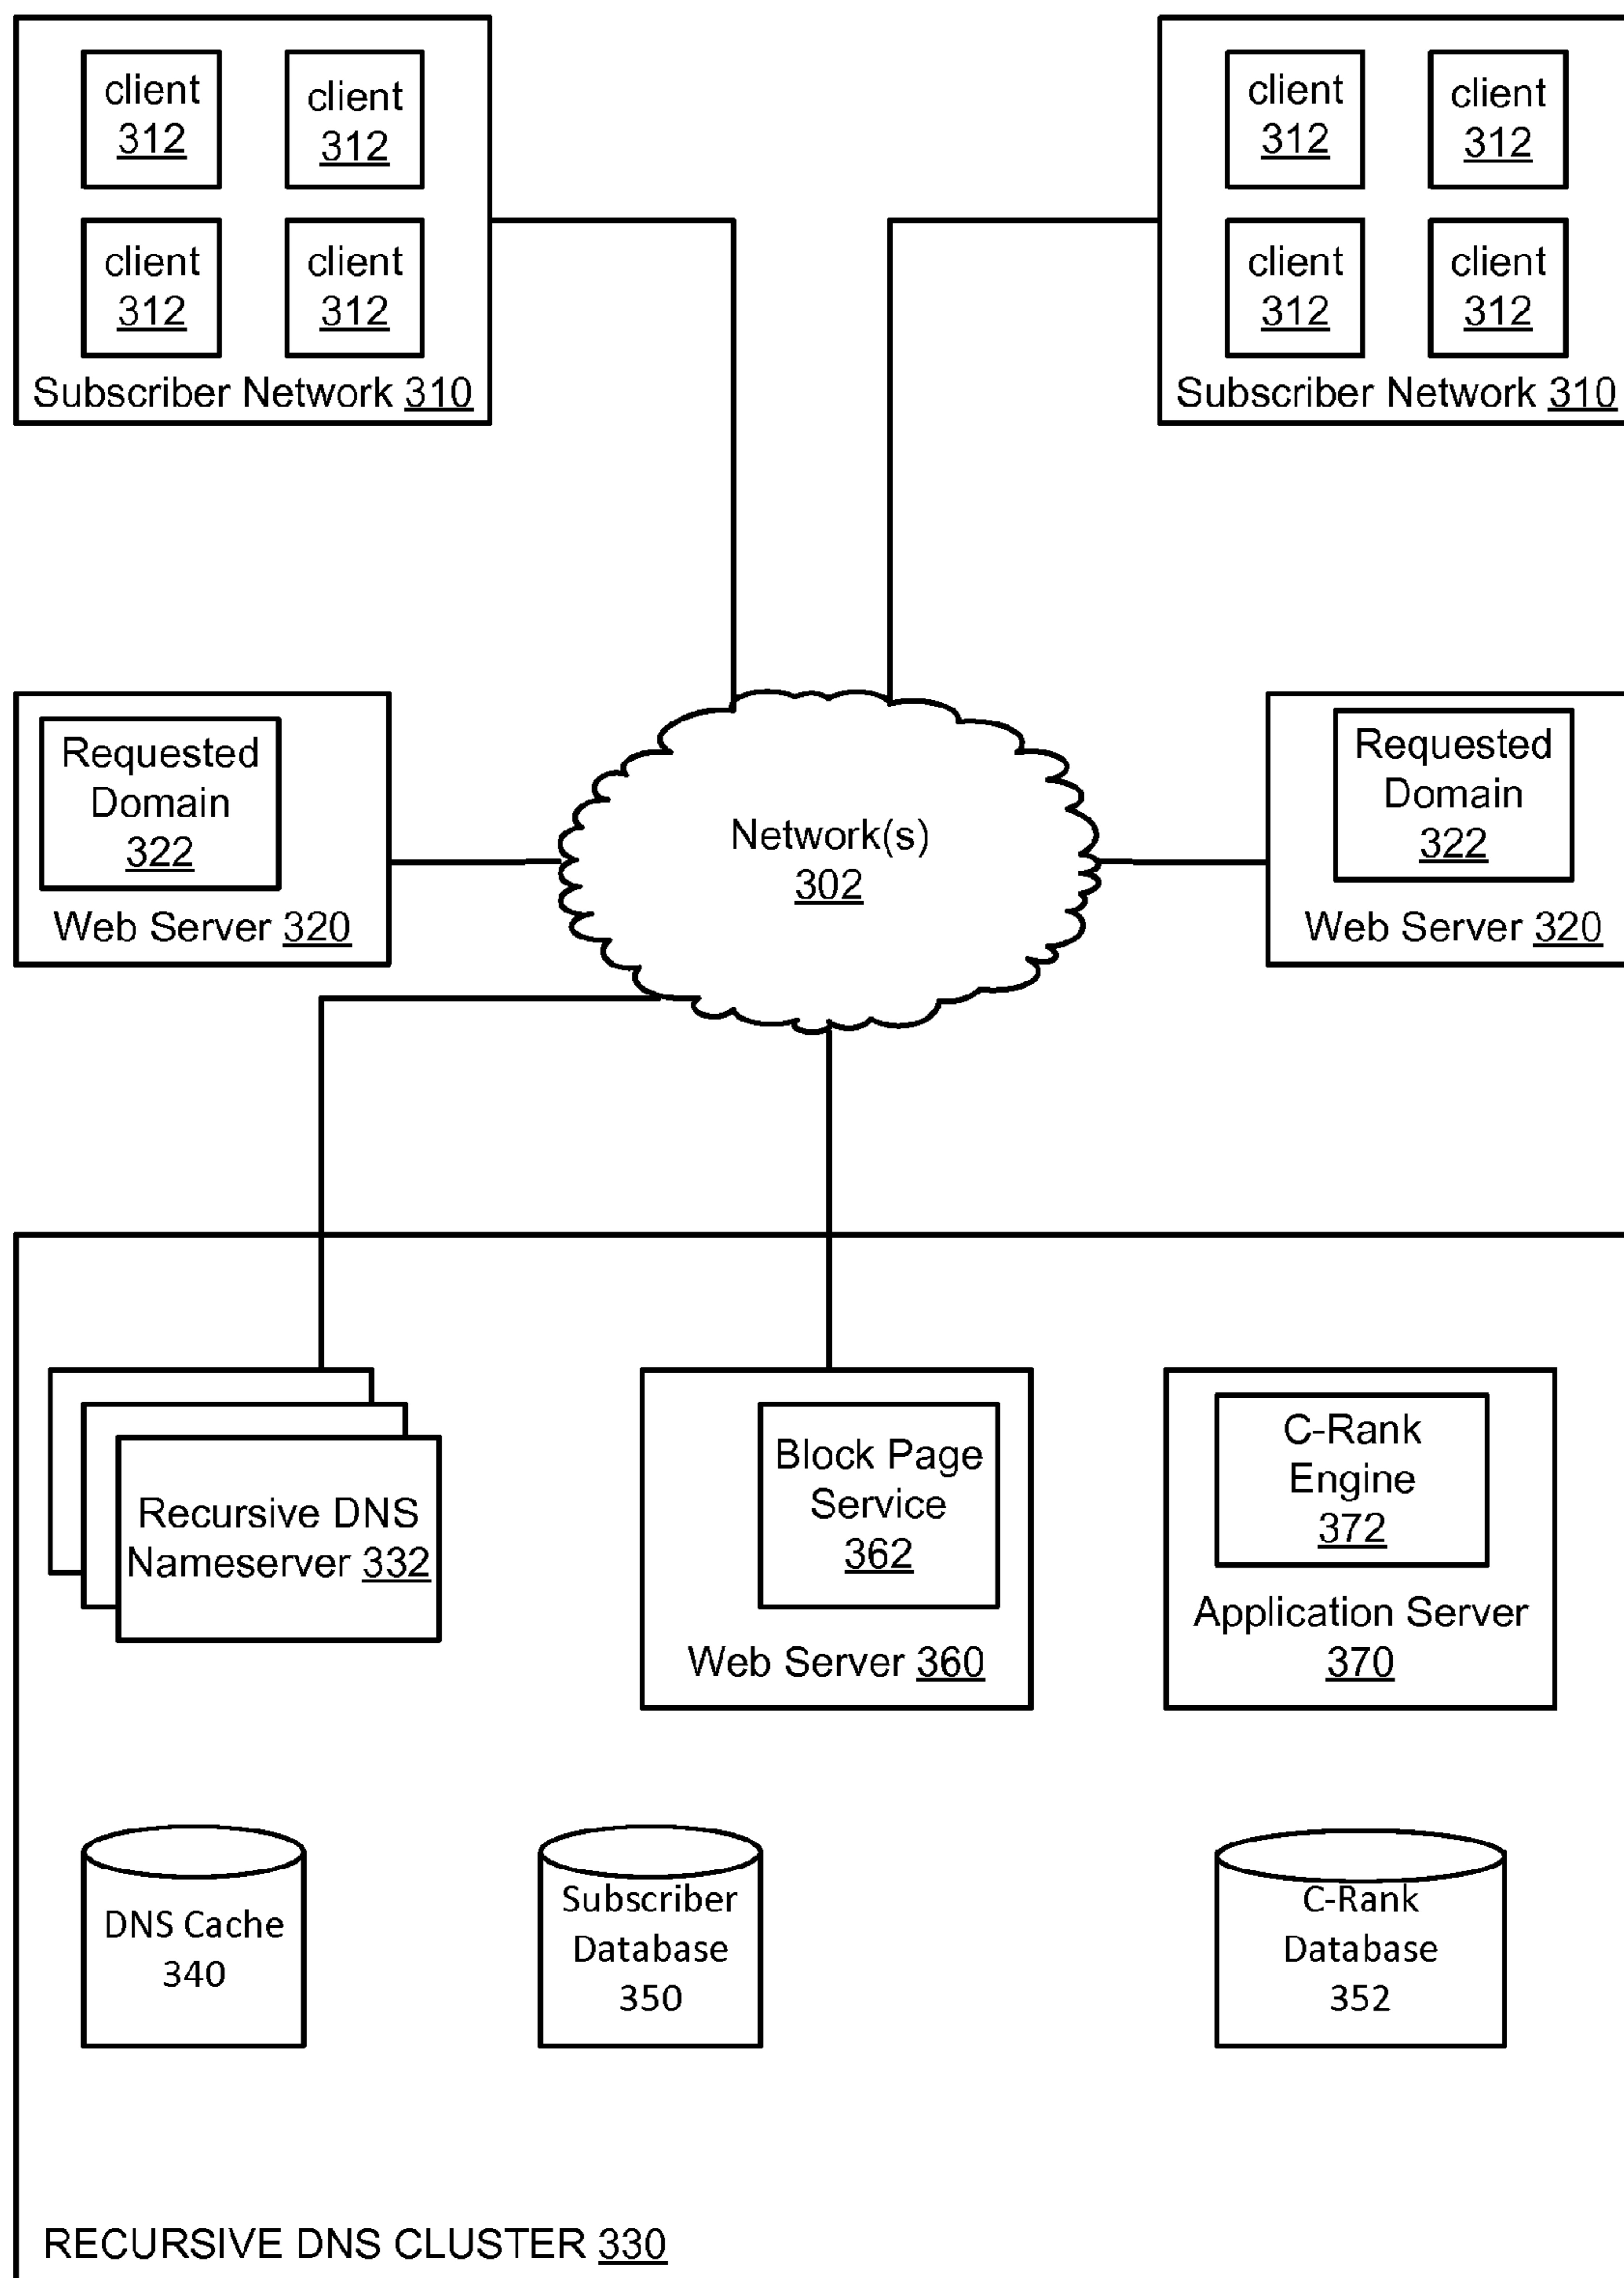 client
312
client
312
client
312
client
312
Subscriber Network 310
client
312
client
312
client
312
client
312
Subscriber Network 310
Requested
Domain
322
Web Server 320
Network(s)
302
Requested
Domain
322
Web Server 320
Recursive DNS
Nameserver 332
Block Page
Service
362
Web Server 360
C-Rank
Engine
372
Application Server
370
DNS Cache
340
Subscriber
Database
350
C-Rank
Database
352
RECURSIVE DNS CLUSTER 330